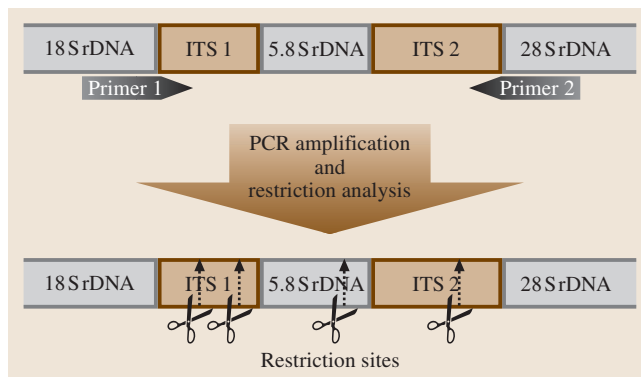 18 S rDNA ITS 1 5.8 S rDNA ITS 2 28 S rDNA
Primer 1 Primer 2
PCR amplification
and
restriction analysis
18 S rDNA ITS 1 5.8 S rDNA ITS 2 28 S rDNA
Restriction sites